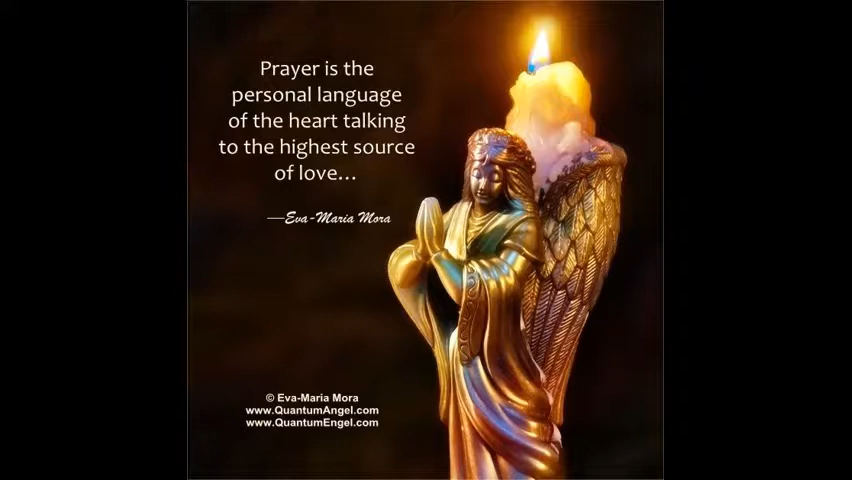 Prayer is the
personal language
of the heart talking
to the highest source
of love...
—Eva-Maria Mora
© Eva-Maria Mora
www.QuantumAngel.com
www.QuantumEngel.com